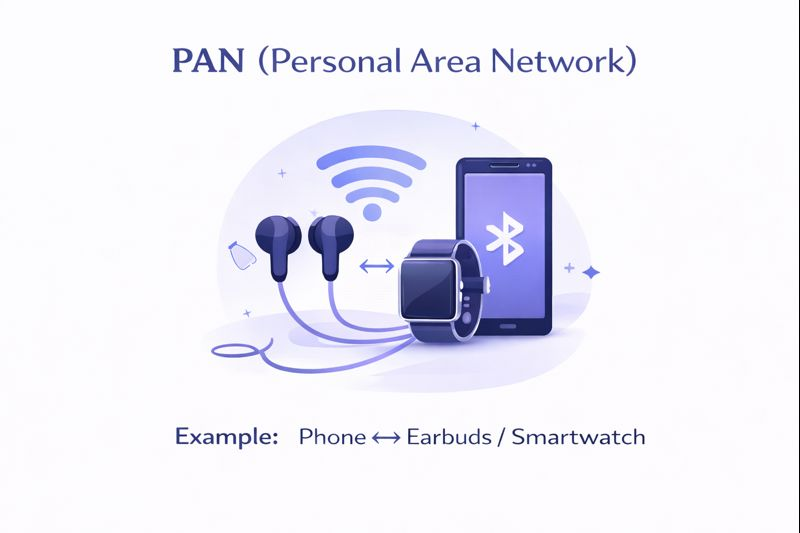 PAN (Personal Area Network)
Example: Phone ↔ Earbuds / Smartwatch